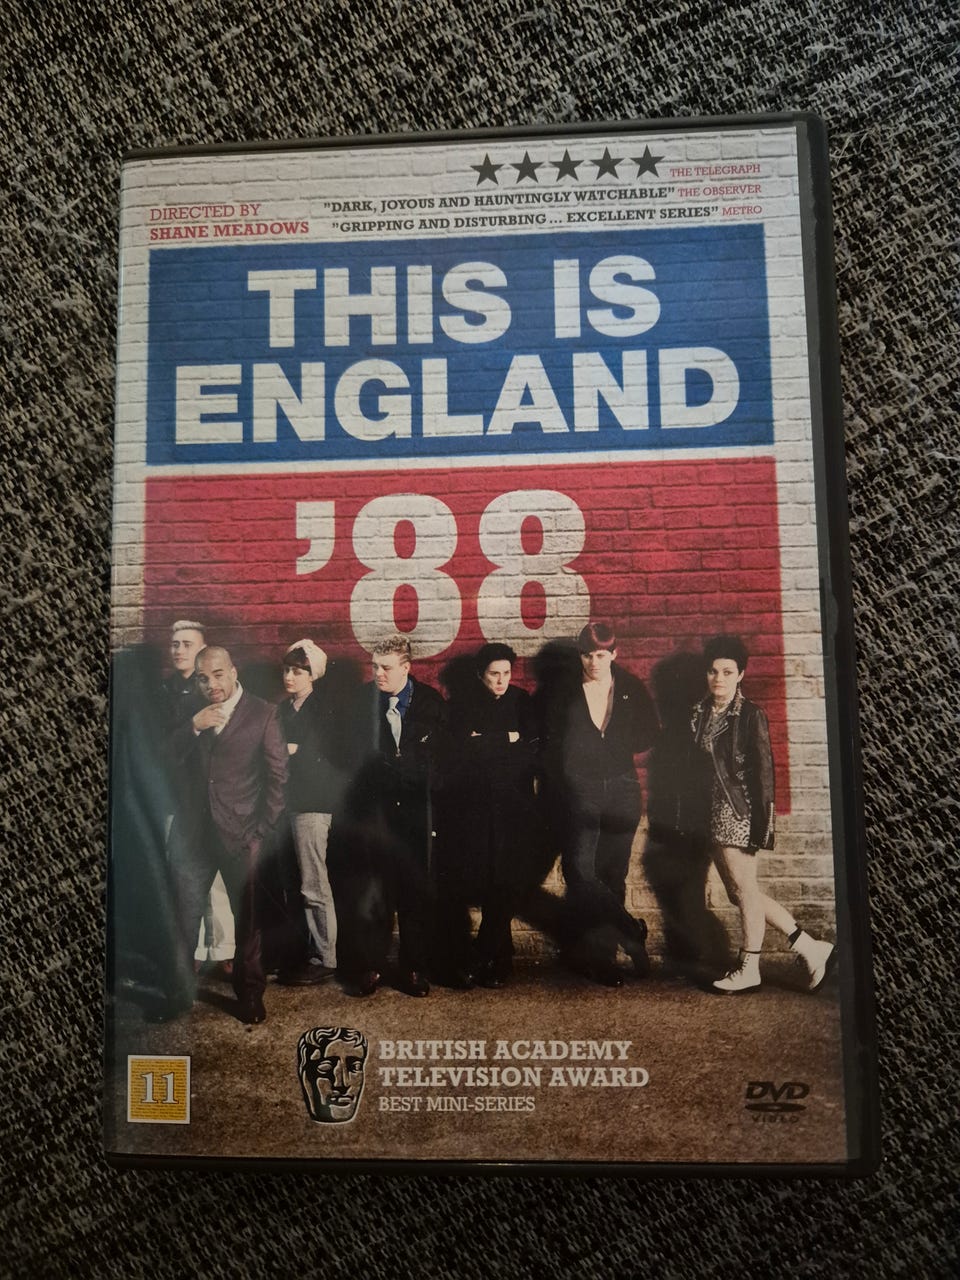 ★★★★★ THE TELEGRAPH
"DARK, JOYOUS AND HAUNTINGLY WATCHABLE" THE OBSERVER
"GRIPPING AND DISTURBING... EXCELLENT SERIES" METRO
DIRECTED BY
SHANE MEADOWS
THIS IS
ENGLAND
'88
BRITISH ACADEMY
TELEVISION AWARD
BEST MINI-SERIES
11
DVD
VIDEO